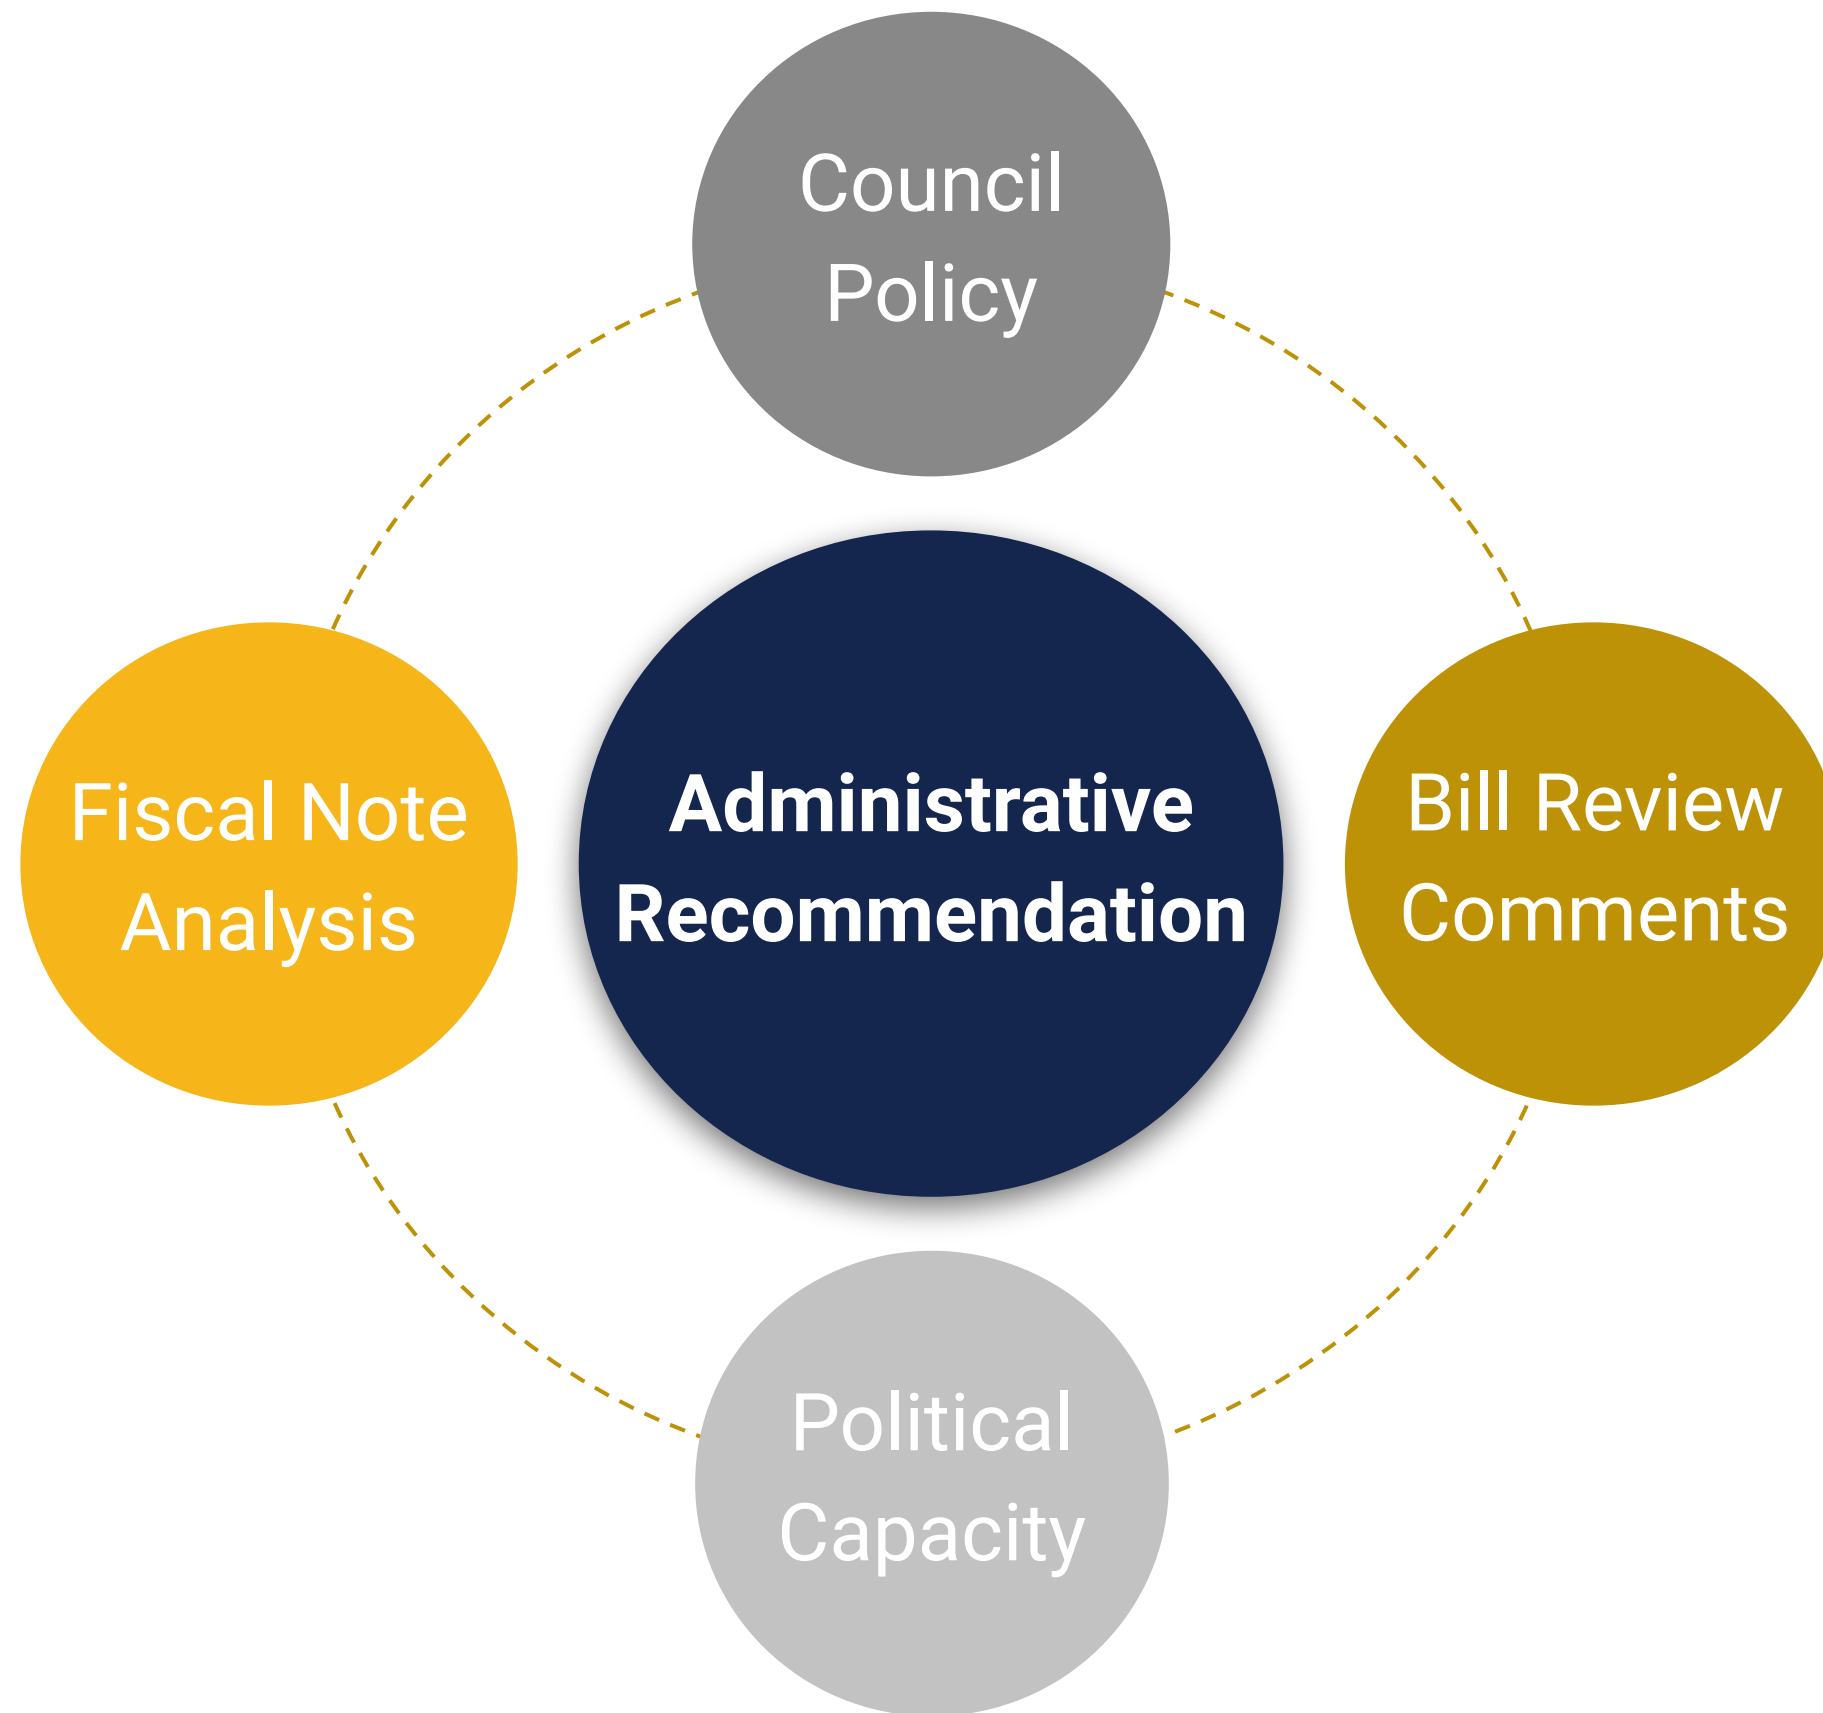 Council
Policy
Fiscal Note
Analysis
Administrative
Recommendation
Bill Review
Comments
Political
Capacity